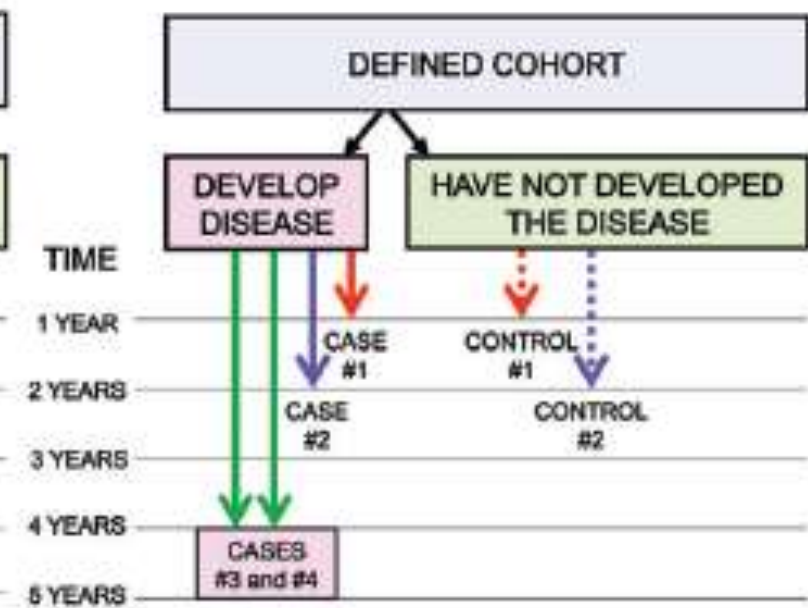 DEFINED COHORT
DEVELOP
DISEASE
HAVE NOT DEVELOPED
THE DISEASE
TIME
1 YEAR
CASE
#1
CONTROL
#1
2 YEARS
CASE
#2
CONTROL
#2
3 YEARS
4 YEARS
CASES
#3 and #4
5 YEARS